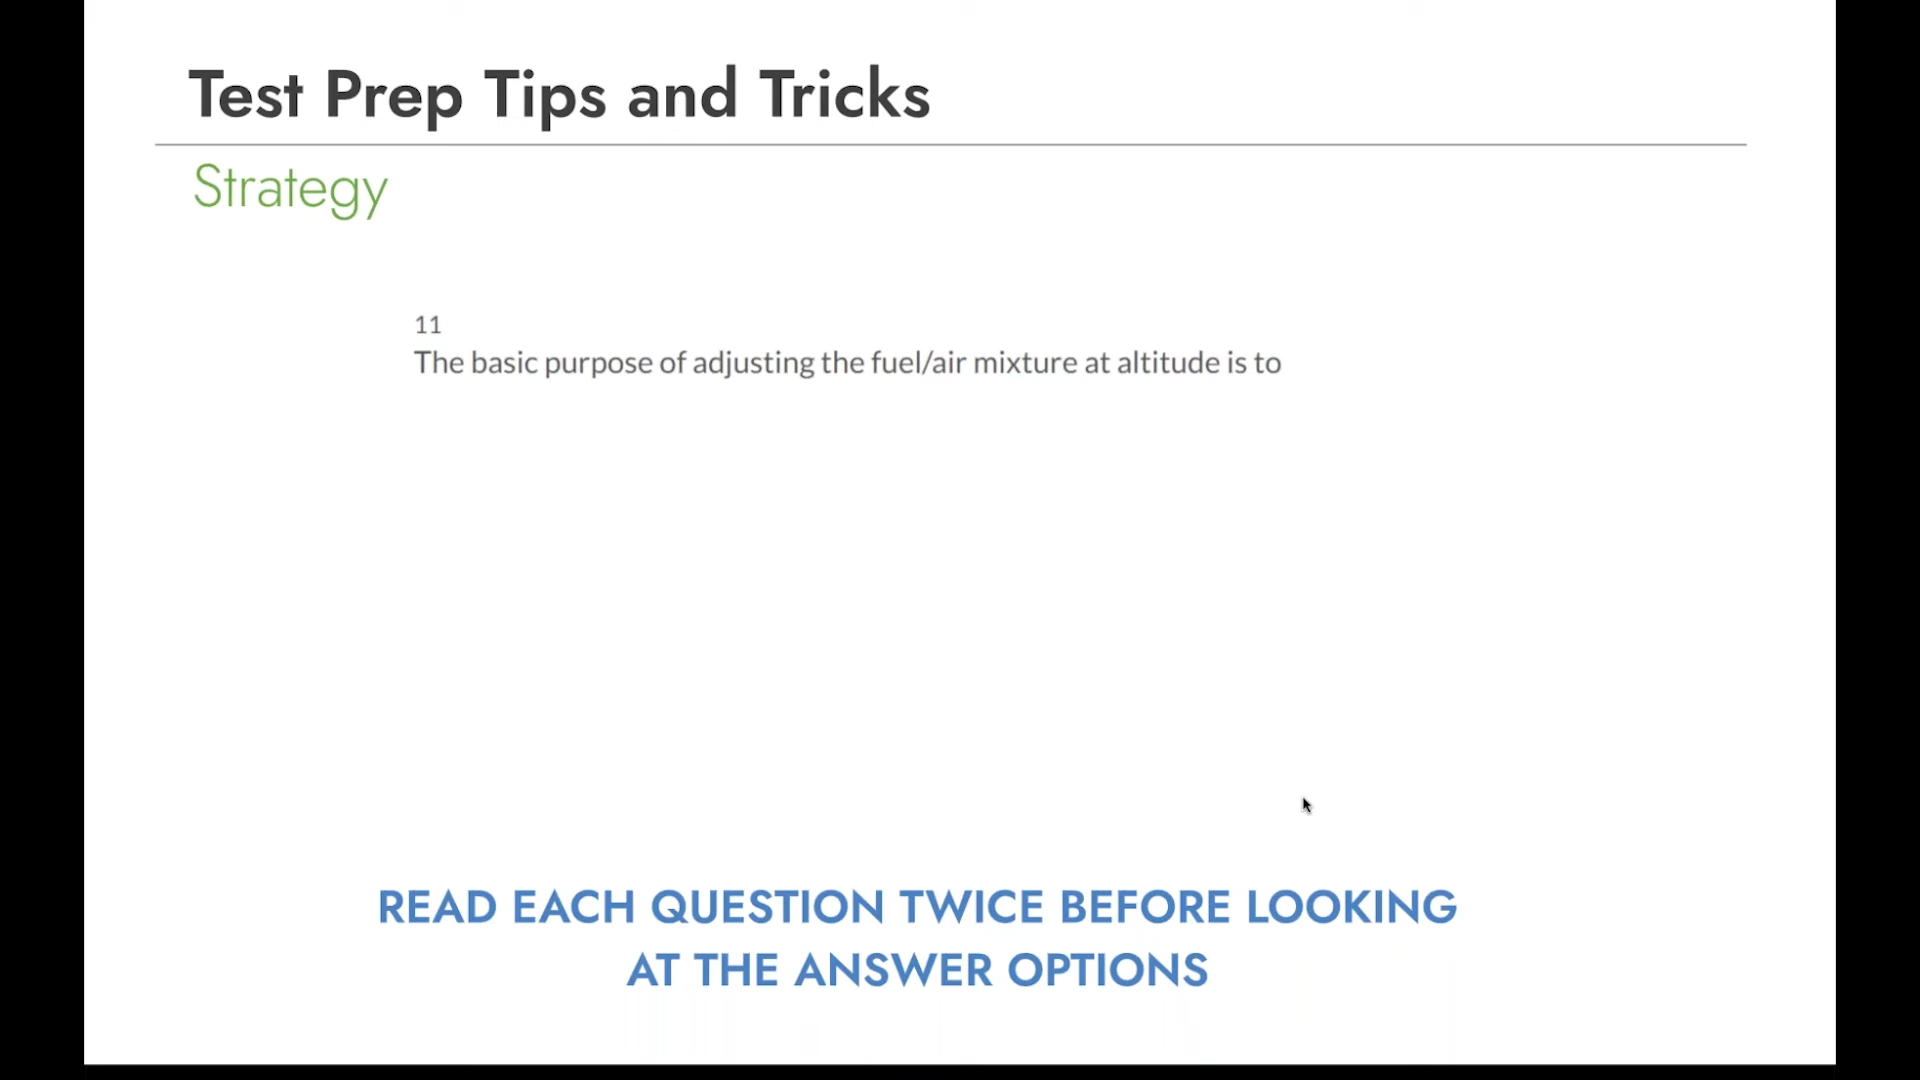 Test Prep Tips and Tricks
Strategy
11
The basic purpose of adjusting the fuel/air mixture at altitude is to
READ EACH QUESTION TWICE BEFORE LOOKING
AT THE ANSWER OPTIONS